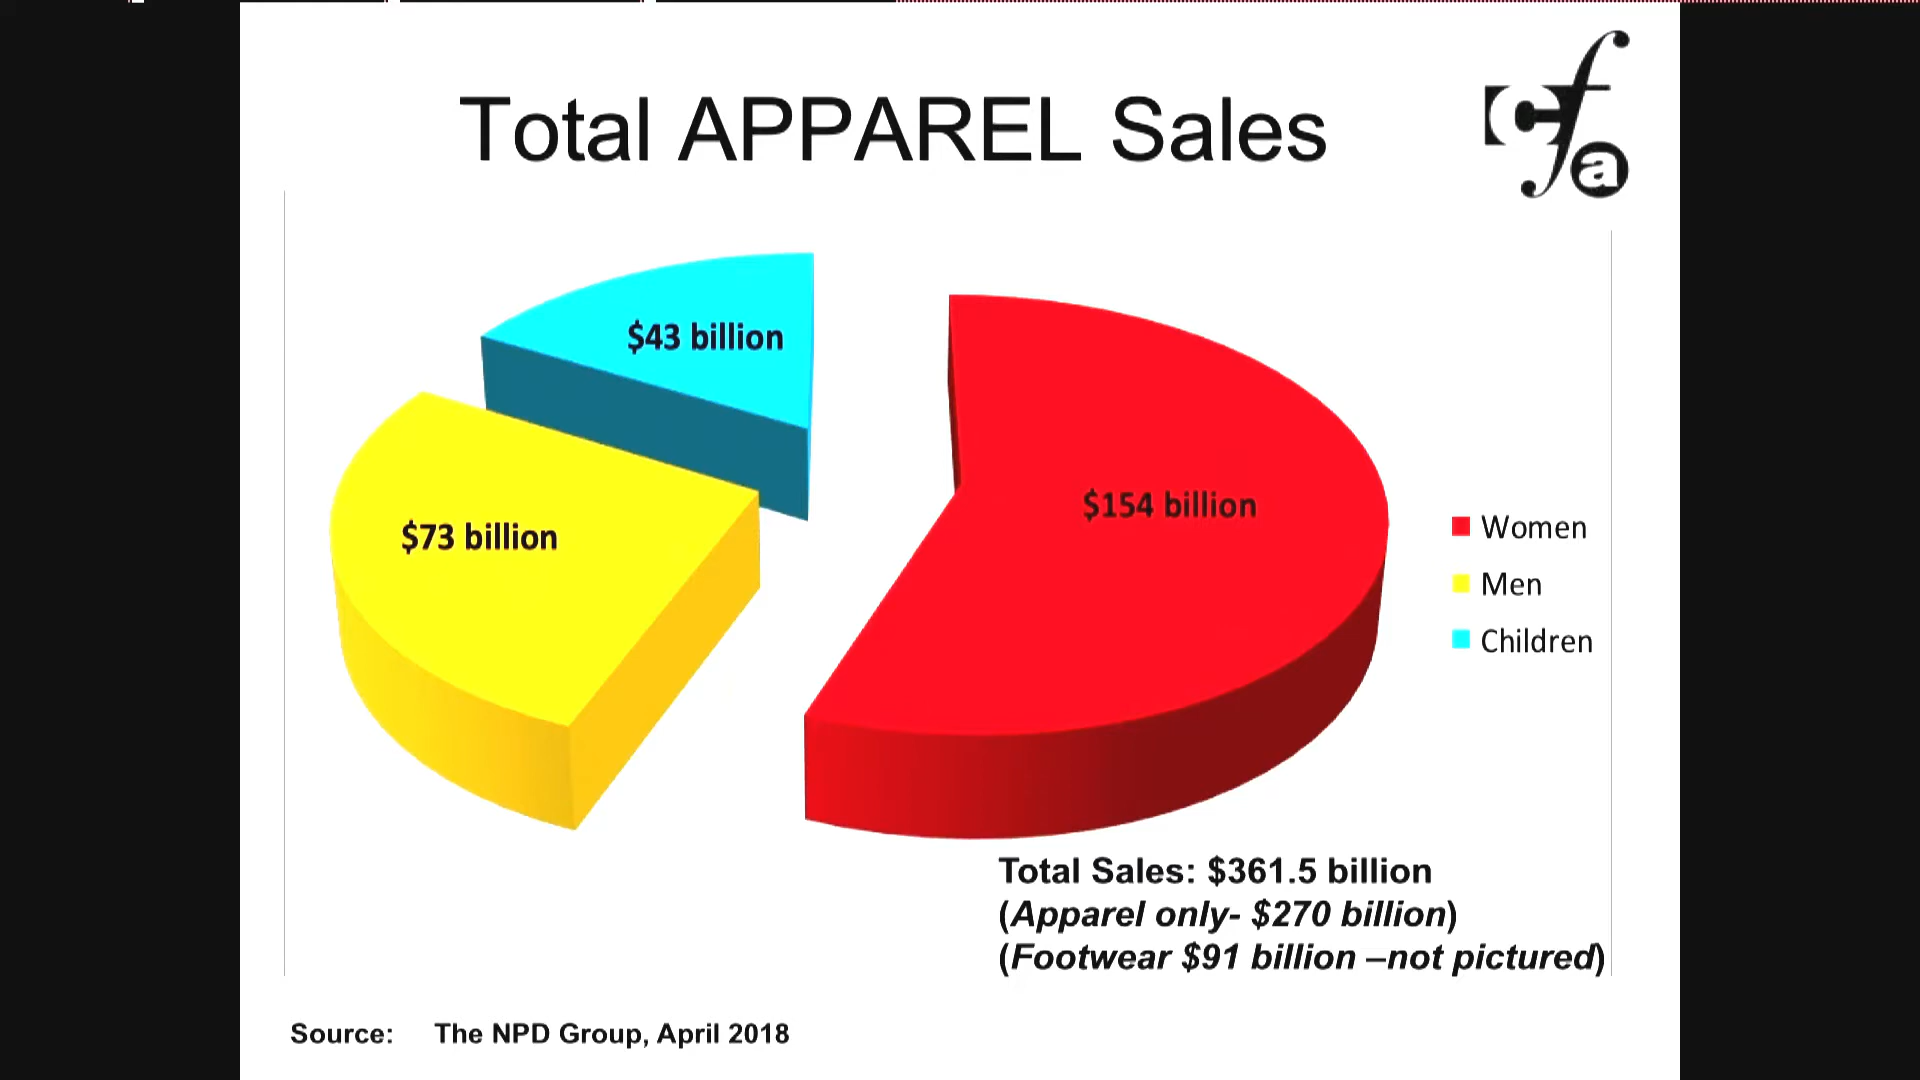 Total APPAREL Sales
cfa
$43 billion
$154 billion
$73 billion
Women
Men
Children
Total Sales: $361.5 billion
(Apparel only- $270 billion)
(Footwear $91 billion –not pictured)
Source: The NPD Group, April 2018